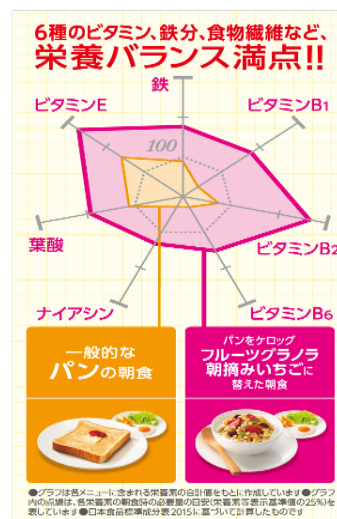 6種のビタミン、鉄分、食物繊維など、
栄養バランス満点!!
鉄
ビタミンE
ビタミンB1
100
葉酸
ビタミンB2
ナイアシン
ビタミンB6
一般的な
パンの朝食
パンをケロッグ
フルーツグラノラ
朝摘みいちごに
替えた朝食
●グラフは各メニューに含まれる栄養素の合計値をもとに作成しています●グラフ
内の点線は、各栄養素の朝食時の必要量の目安(栄養素等表示基準値の25%)を
表しています●日本食品標準成分表2015に基づいて計算したものです